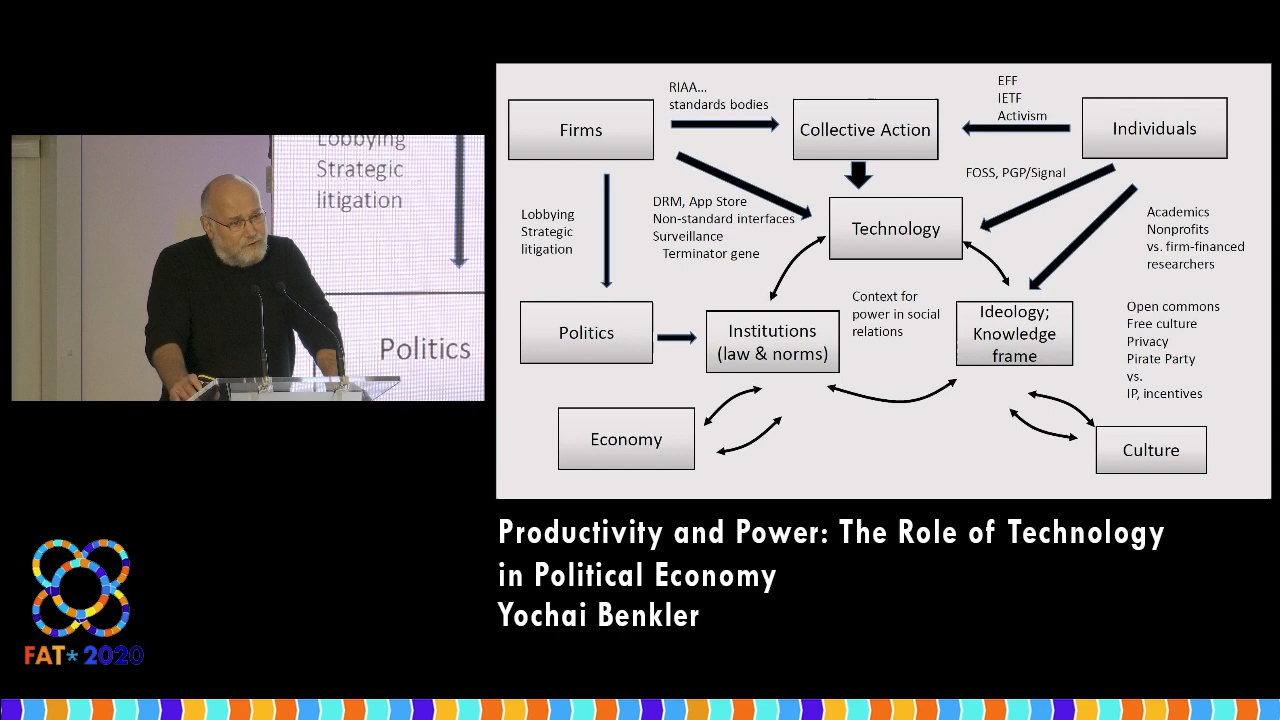 Lobbying
Strategic
litigation
Politics
RIAA...
standards bodies
EFF
IETF
Activism
Firms
Collective Action
Individuals
FOSS, PGP/Signal
DRM, App Store
Non-standard interfaces
Surveillance
Terminator gene
Lobbying
Strategic
litigation
Technology
Academics
Nonprofits
vs. firm-financed
researchers
Context for
power in social
relations
Politics
Institutions
(law & norms)
Ideology;
Knowledge
frame
Open commons
Free culture
Privacy
Pirate Party
vs.
IP, incentives
Economy
Culture
Productivity and Power: The Role of Technology
in Political Economy
Yochai Benkler
FAT* 2020